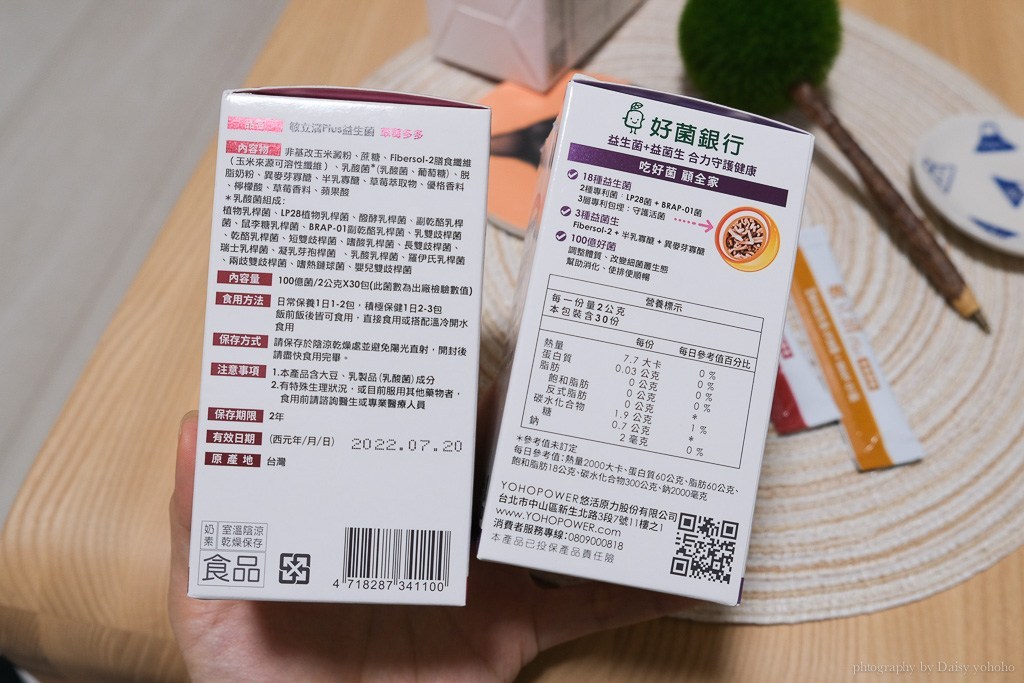 品名 敏立清Plus益生菌 草莓多多
內容物 非基改玉米澱粉、蔗糖、Fibersol-2膳食纖維
(玉米來源可溶性纖維)、乳酸菌*(乳酸菌、葡萄糖)、脫
脂奶粉、異麥芽寡醣、半乳寡醣、草莓萃取物、優格香料
、檸檬酸、草莓香料、蘋果酸
*乳酸菌組成:
植物乳桿菌、LP28植物乳桿菌、醱酵乳桿菌、副乾酪乳桿
菌、鼠李糖乳桿菌、BRAP-01副乾酪乳桿菌、乳雙歧桿菌
、乾酪乳桿菌、短雙歧桿菌、嗜酸乳桿菌、長雙歧桿菌、
瑞士乳桿菌、凝乳芽孢桿菌、乳酸乳桿菌、羅伊氏乳桿菌
、兩歧雙歧桿菌、嗜熱鏈球菌、嬰兒雙歧桿菌
內容量 100億菌/2公克X30包(此菌數為出廠檢驗數值)
食用方法 日常保養1日1-2包，積極保健1日2-3包
飯前飯後皆可食用，直接食用或搭配溫冷開水
食用
保存方式 請保存於陰涼乾燥處並避免陽光直射，開封後
請盡快食用完畢。
注意事項 1.本產品含大豆、乳製品(乳酸菌)成分
2.有特殊生理狀況，或目前服用其他藥物者，
食用前請諮詢醫生或專業醫療人員
保存期限 2年
有效日期 (西元年/月/日) 2022.07.20
原產地 台灣
奶素 室溫陰涼乾燥保存
食品
4 718287 341100
好菌銀行
益生菌+益菌生 合力守護健康
吃好菌 顧全家
18種益生菌
2種專利菌：LP28菌 + BRAP-01菌
3層專利包埋：守護活菌
3種益菌生
Fibersol-2 + 半乳寡醣 + 異麥芽寡醣
100億好菌
調整體質、改變細菌叢生態
幫助消化、使排便順暢
營養標示
每一份量2公克
本包裝含30份
每份 每日參考值百分比
熱量 7.7 大卡 0 %
蛋白質 0.03 公克 0 %
脂肪 0 公克 0 %
飽和脂肪 0 公克 0 %
反式脂肪 0 公克 *
碳水化合物 1.9 公克 1 %
糖 0.7 公克 *
鈉 2 毫克 0 %
*參考值未訂定
每日參考值：熱量2000大卡、蛋白質60公克、脂肪60公克、
飽和脂肪18公克、碳水化合物300公克、鈉2000毫克
YOHOPOWER悠活原力股份有限公司
台北市中山區新生北路3段7號11樓之1
www.YOHOPOWER.com
消費者服務專線：0809000818
本產品已投保產品責任險
photography by Daisy yohoho